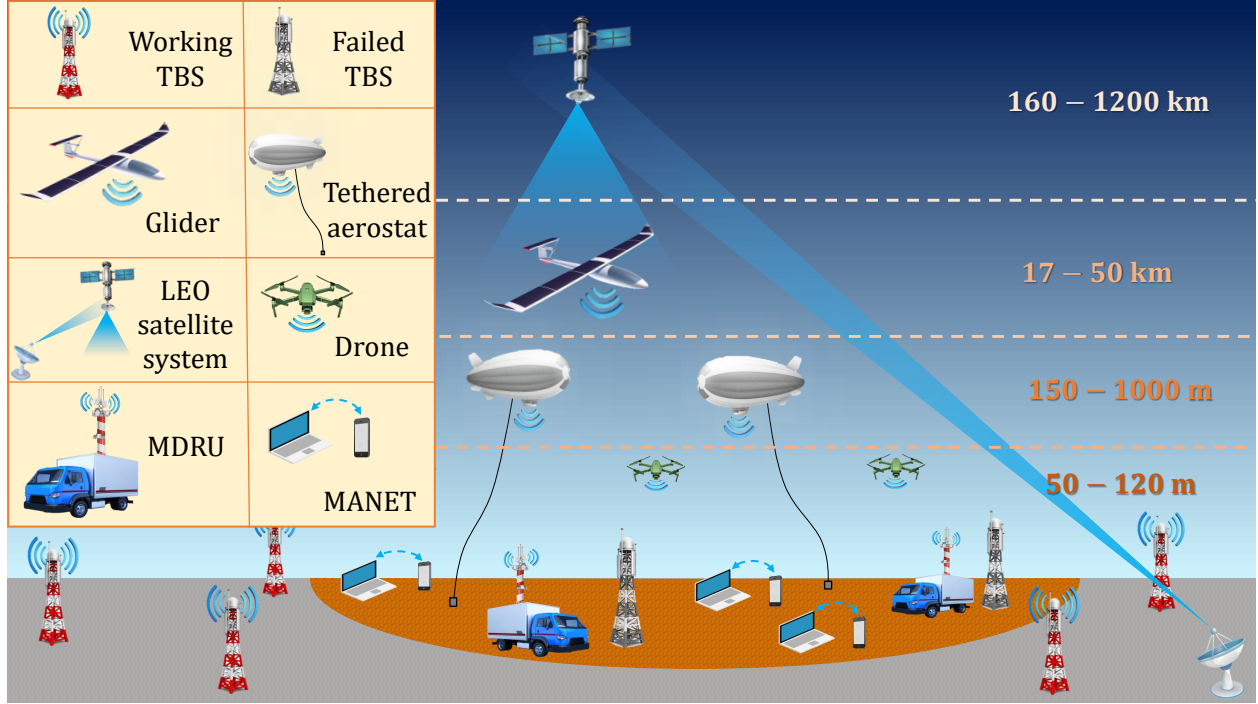 Working
TBS
Failed
TBS
Glider
Tethered
aerostat
LEO
satellite
system
Drone
MDRU
MANET
160 − 1200 km
17 − 50 km
150 − 1000 m
50 − 120 m